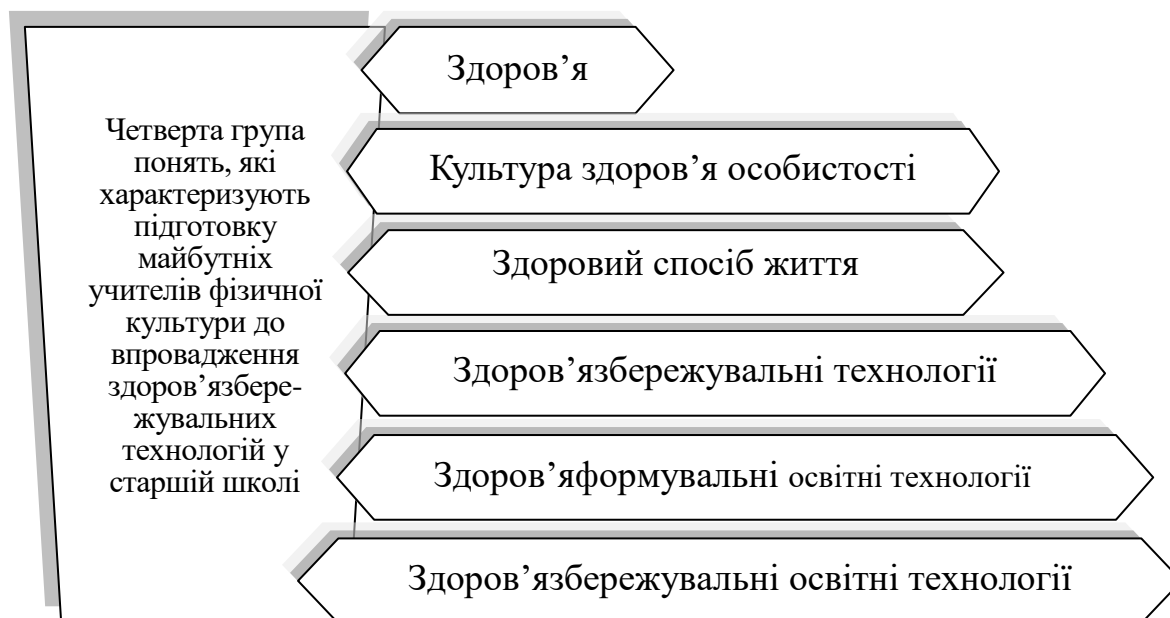 Четверта група
понять, які
характеризують
підготовку
майбутніх
учителів фізичної
культури до
впровадження
здоров’язбере-
жувальних
технологій у
старшій школі
Здоров’я
Культура здоров’я особистості
Здоровий спосіб життя
Здоров’язбережувальні технології
Здоров’яформувальні освітні технології
Здоров’язбережувальні освітні технології